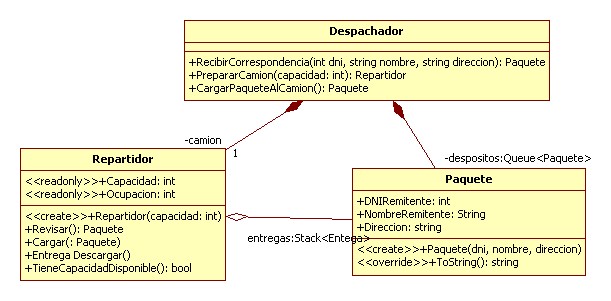 Despachador
+RecibirCorrespondencia(int dni, string nombre, string direccion): Paquete
+PrepararCamion(capacidad: int): Repartidor
+CargarPaqueteAlCamion(): Paquete
-camion
1
-despositos:Queue<Paquete>
Repartidor
<<readonly>>+Capacidad: int
<<readonly>>+Ocupacion: int
<<create>>+Repartidor(capacidad: int)
+Revisar(): Paquete
+Cargar(: Paquete)
+Entrega Descargar()
+TieneCapacidadDisponible(): bool
entregas:Stack<Entega>
Paquete
+DNIRemitente: int
+NombreRemitente: String
+Direccion: String
<<create>>+Paquete(dni, nombre, direccion)
<<override>>+ToString(): string